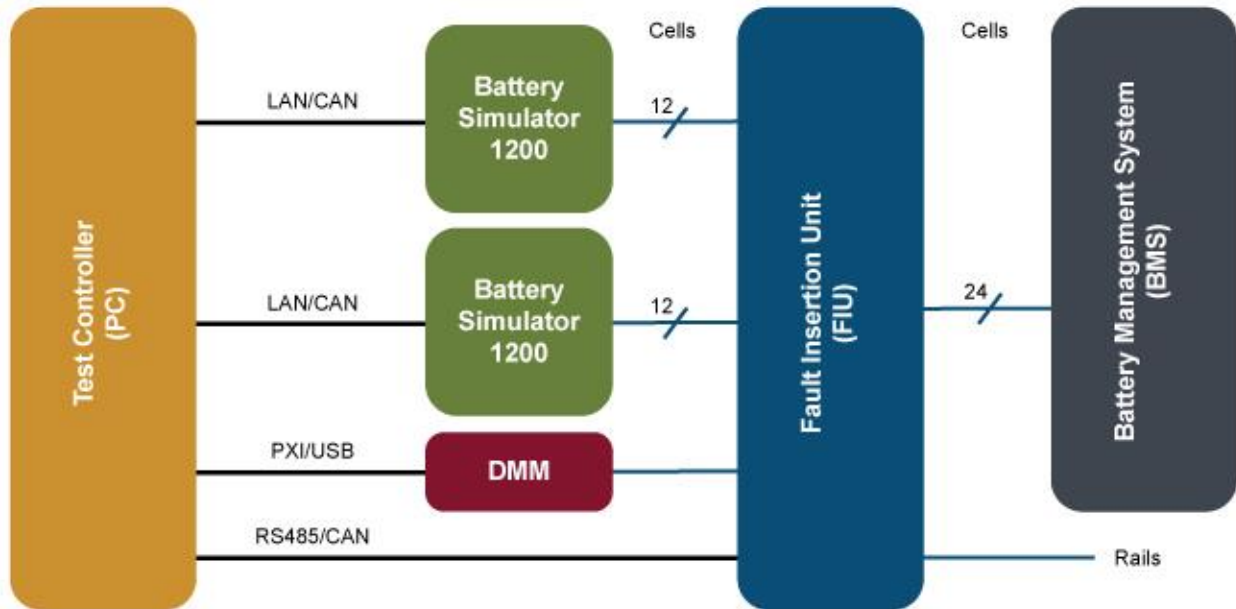 Cells
Cells
Battery
Simulator
1200
LAN/CAN
12
12
24
LAN/CAN
Battery
Simulator
1200
PXI/USB
DMM
RS485/CAN
Rails
Test Controller
(PC)
Fault Insertion Unit
(FIU)
Battery Management System
(BMS)